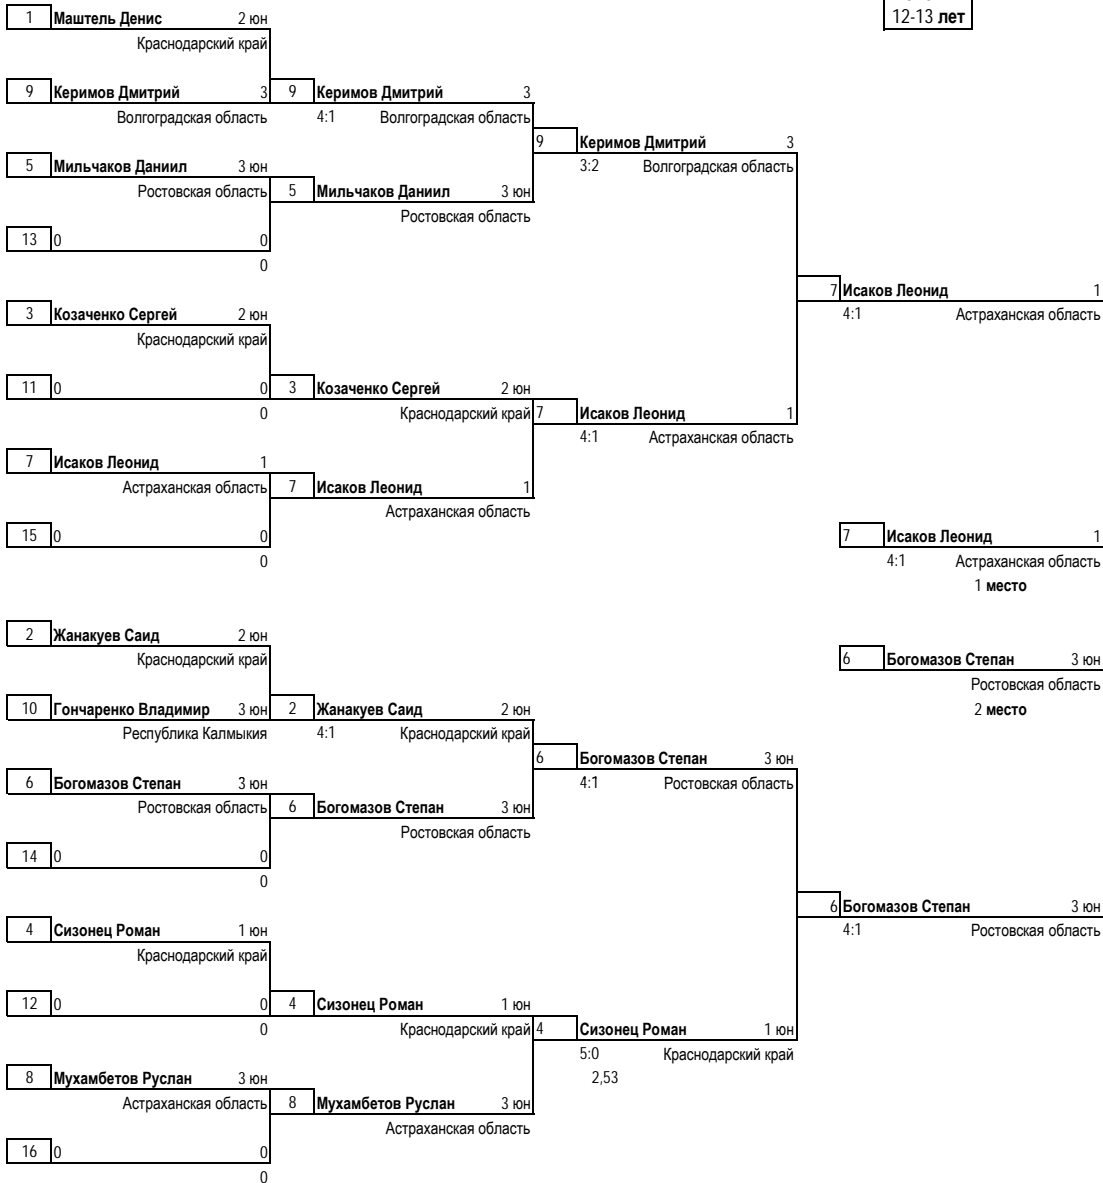 12-13 лет
1 Маштель Денис 2 юн
Краснодарский край
9 Керимов Дмитрий 3 9 Керимов Дмитрий 3
Волгоградская область 4:1 Волгоградская область
9 Керимов Дмитрий 3
5 Мильчаков Даниил 3 юн 3:2 Волгоградская область
Ростовская область 5 Мильчаков Даниил 3 юн
Ростовская область
13 0 0
0
7 Исаков Леонид 1
3 Козаченко Сергей 2 юн 4:1 Астраханская область
Краснодарский край
11 0 0 3 Козаченко Сергей 2 юн
0 Краснодарский край 7 Исаков Леонид 1
4:1 Астраханская область
7 Исаков Леонид 1
Астраханская область 7 Исаков Леонид 1
Астраханская область
15 0 0 7 Исаков Леонид 1
0 4:1 Астраханская область
1 место
2 Жанакуев Саид 2 юн
Краснодарский край 6 Богомазов Степан 3 юн
Ростовская область
10 Гончаренко Владимир 3 юн 2 Жанакуев Саид 2 юн 2 место
Республика Калмыкия 4:1 Краснодарский край
6 Богомазов Степан 3 юн
6 Богомазов Степан 3 юн 4:1 Ростовская область
Ростовская область 6 Богомазов Степан 3 юн
Ростовская область
14 0 0
0
6 Богомазов Степан 3 юн
4 Сизонец Роман 1 юн 4:1 Ростовская область
Краснодарский край
12 0 0 4 Сизонец Роман 1 юн
0 Краснодарский край 4 Сизонец Роман 1 юн
5:0 Краснодарский край
8 Мухамбетов Руслан 3 юн 2,53
Астраханская область 8 Мухамбетов Руслан 3 юн
Астраханская область
16 0 0
0